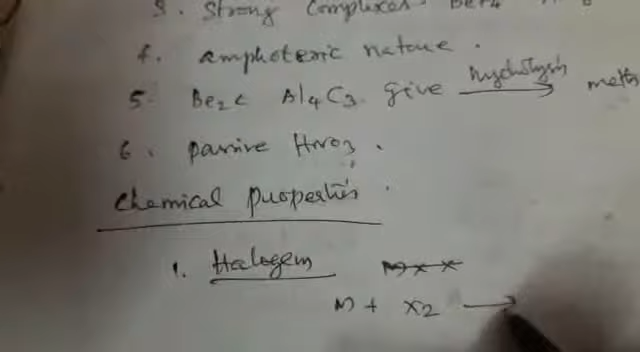 3. Strong Complexes. BeF4
4. amphoteric nature.
5. Be2C Al4C3. give hydrolysis → meth
6. passive HNO3.
Chemical Properties.
1. Halogens
M + X2 →